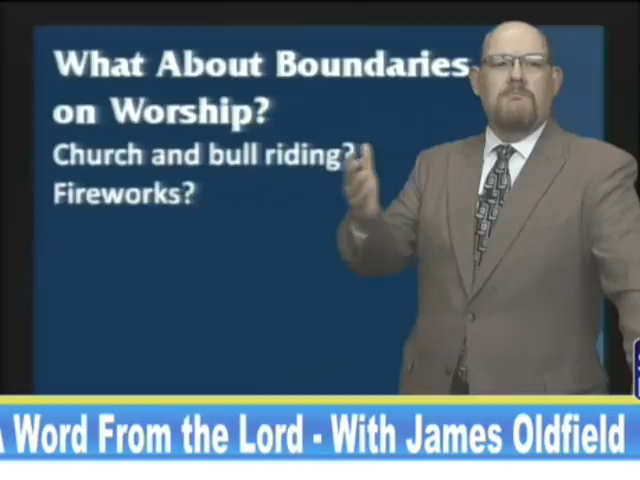 What About Boundaries
on Worship?
Church and bull riding?
Fireworks?
A Word From the Lord - With James Oldfield